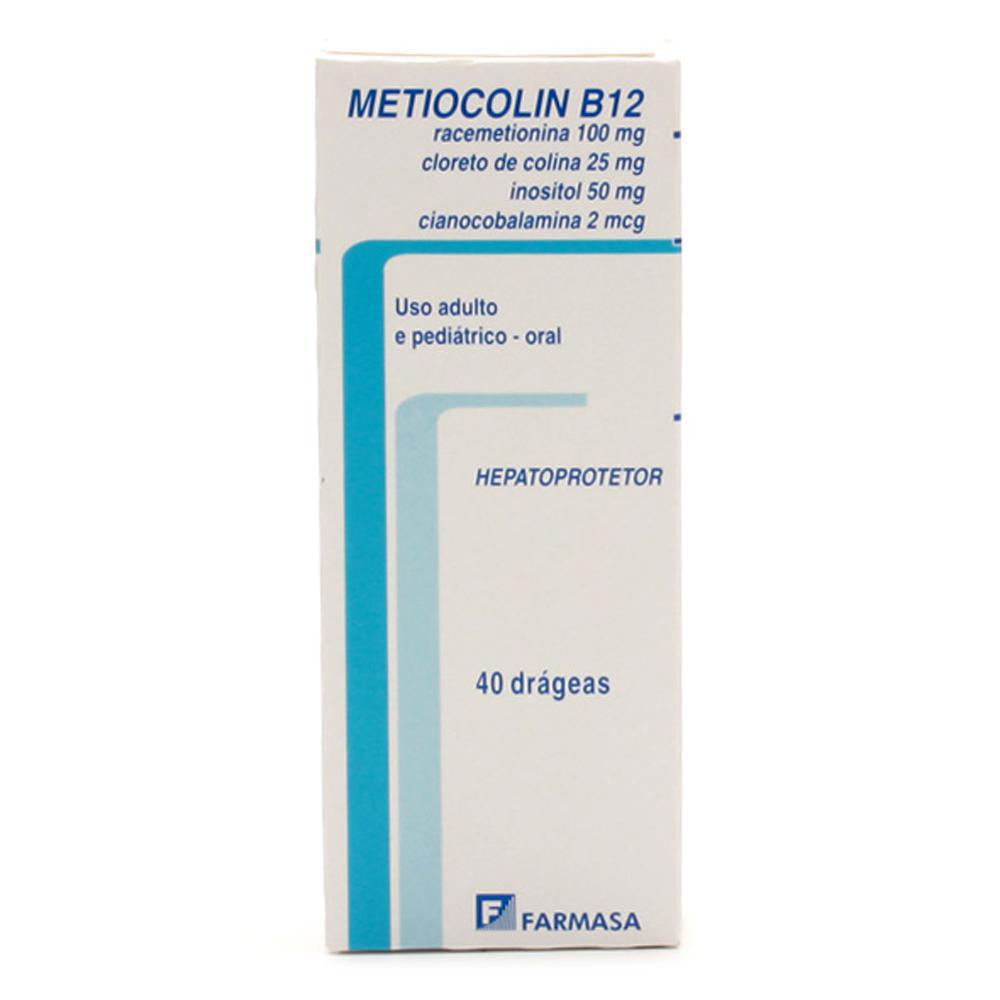 METIOCOLIN B12
racemetionina 100 mg
cloreto de colina 25 mg
inositol 50 mg
cianocobalamina 2 mcg
Uso adulto
e pediátrico - oral
HEPATOPROTETOR
40 drágeas
F FARMASA